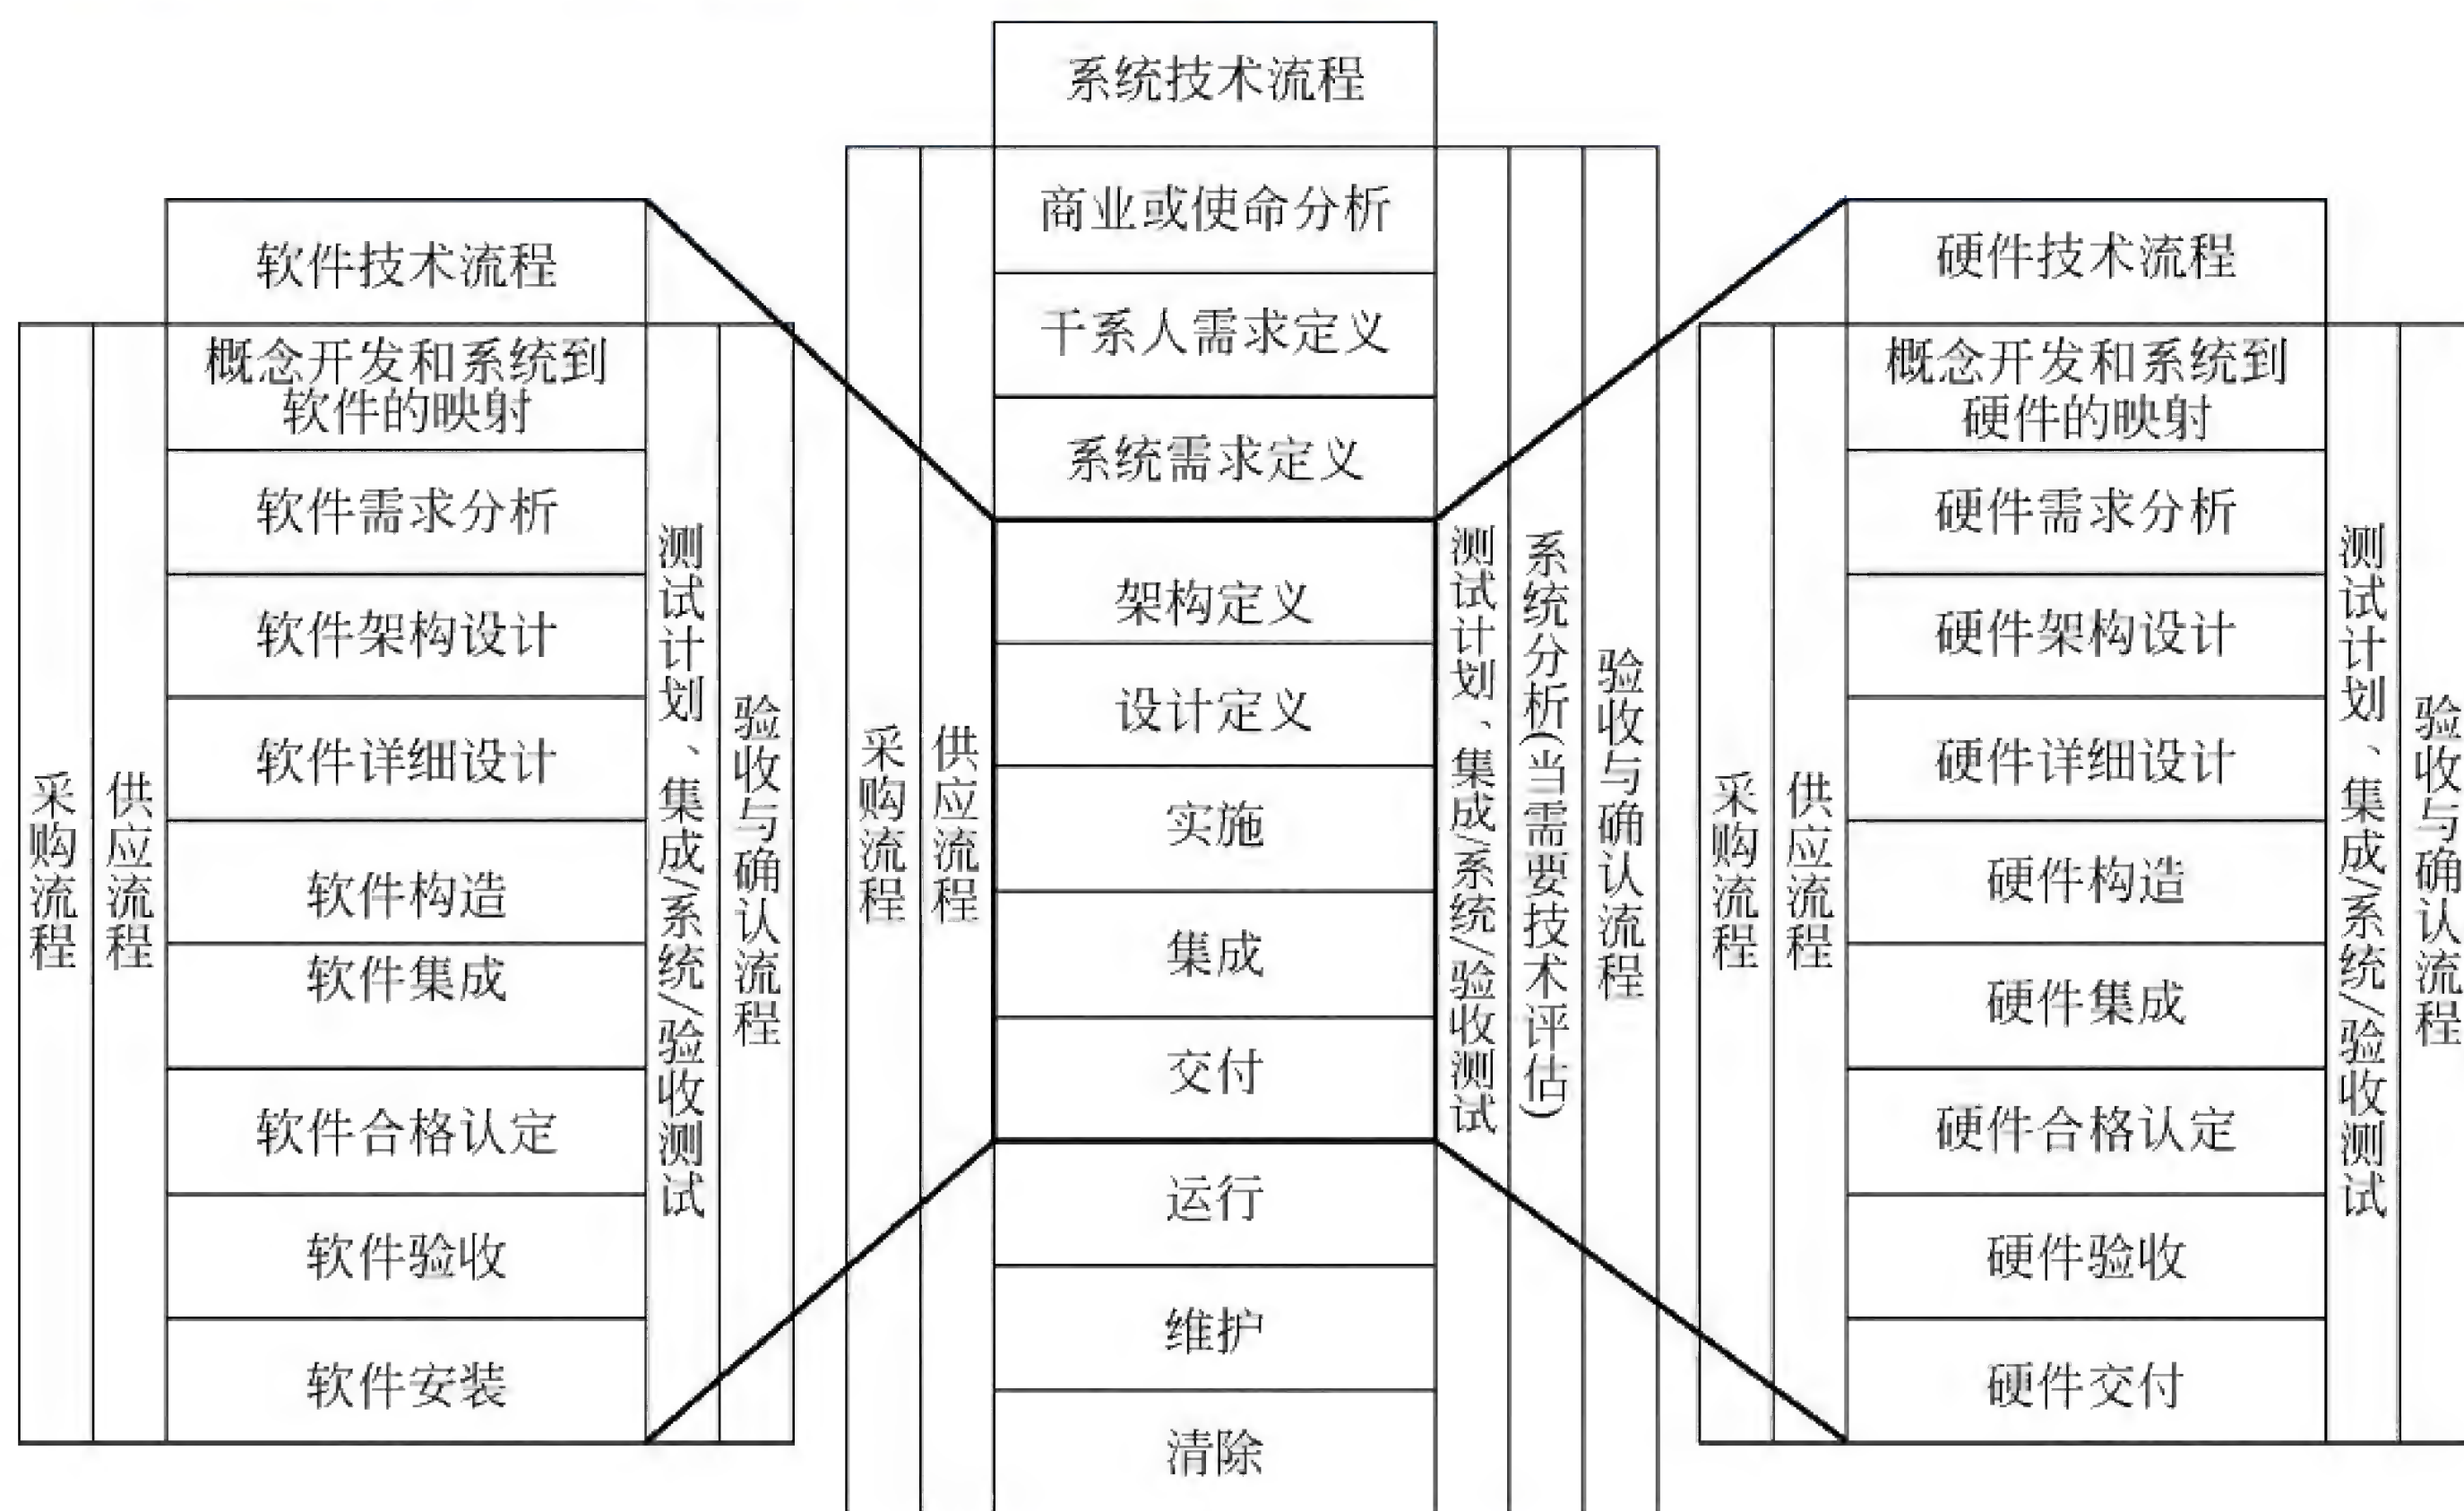 系统技术流程
商业或使命分析
干系人需求定义
系统需求定义
架构定义
设计定义
实施
集成
交付
运行
维护
清除
采购流程
供应流程
测试计划、集成/系统/验收测试
系统分析(当需要技术评估)
验收与确认流程
软件技术流程
概念开发和系统到
软件的映射
软件需求分析
软件架构设计
软件详细设计
软件构造
软件集成
软件合格认定
软件验收
软件安装
采购流程
供应流程
测试计划、集成/系统/验收测试
验收与确认流程
硬件技术流程
概念开发和系统到
硬件的映射
硬件需求分析
硬件架构设计
硬件详细设计
硬件构造
硬件集成
硬件合格认定
硬件验收
硬件交付
采购流程
供应流程
测试计划、集成/系统/验收测试
验收与确认流程